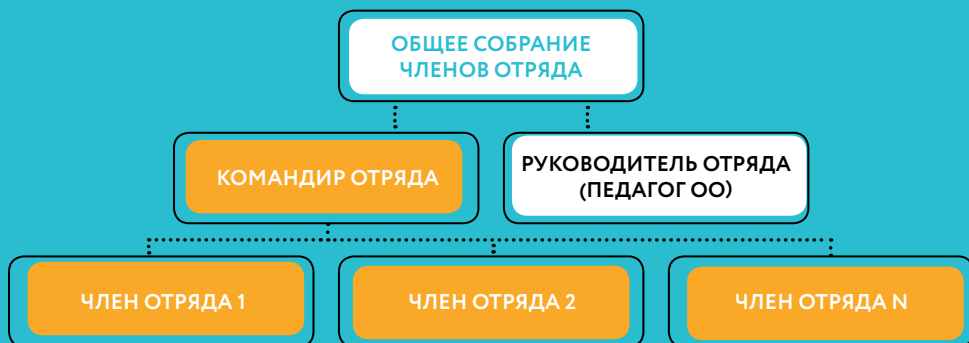 ОБЩЕЕ СОБРАНИЕ
ЧЛЕНОВ ОТРЯДА
КОМАНДИР ОТРЯДА
РУКОВОДИТЕЛЬ ОТРЯДА
(ПЕДАГОГ ОО)
ЧЛЕН ОТРЯДА 1
ЧЛЕН ОТРЯДА 2
ЧЛЕН ОТРЯДА N